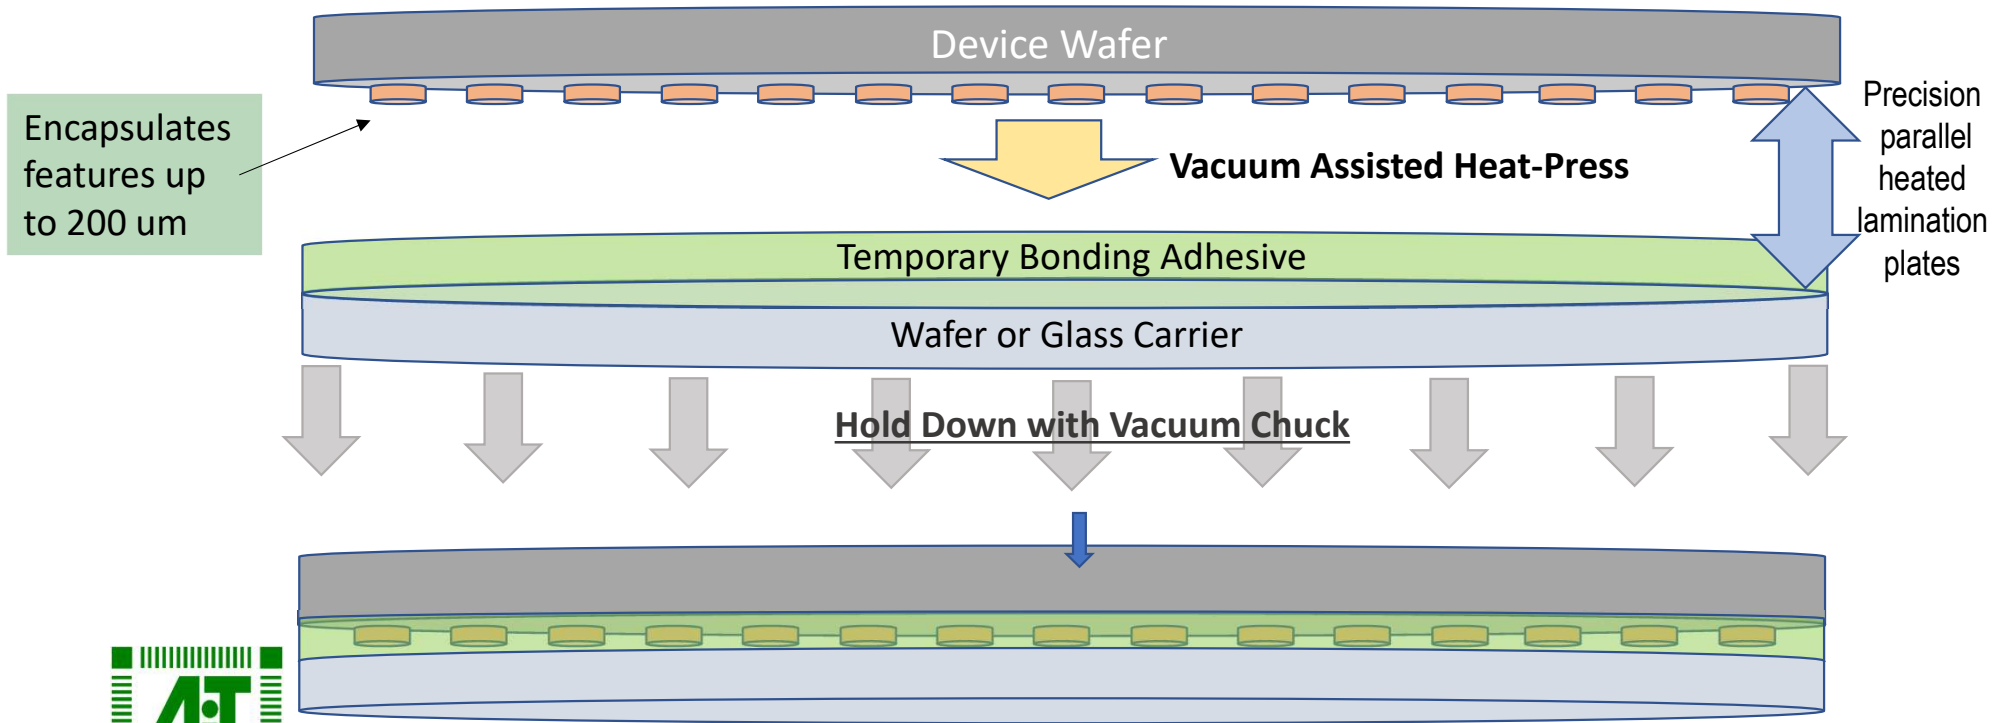 Device Wafer
Encapsulates
features up
to 200 um
Vacuum Assisted Heat-Press
Precision
parallel
heated
lamination
plates
Temporary Bonding Adhesive
Wafer or Glass Carrier
Hold Down with Vacuum Chuck
A·T